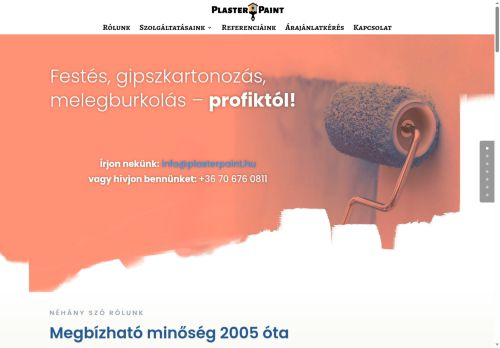 Plaster Paint
Rólunk Szolgáltatásaink Referenciáink Árajánlatkérés Kapcsolat
Festés, gipszkartonozás,
melegburkolás – profiktól!
Írjon nekünk: info@plasterpaint.hu
vagy hívjon bennünket: +36 70 676 0811
NÉHÁNY SZÓ RÓLUNK
Megbízható minőség 2005 óta